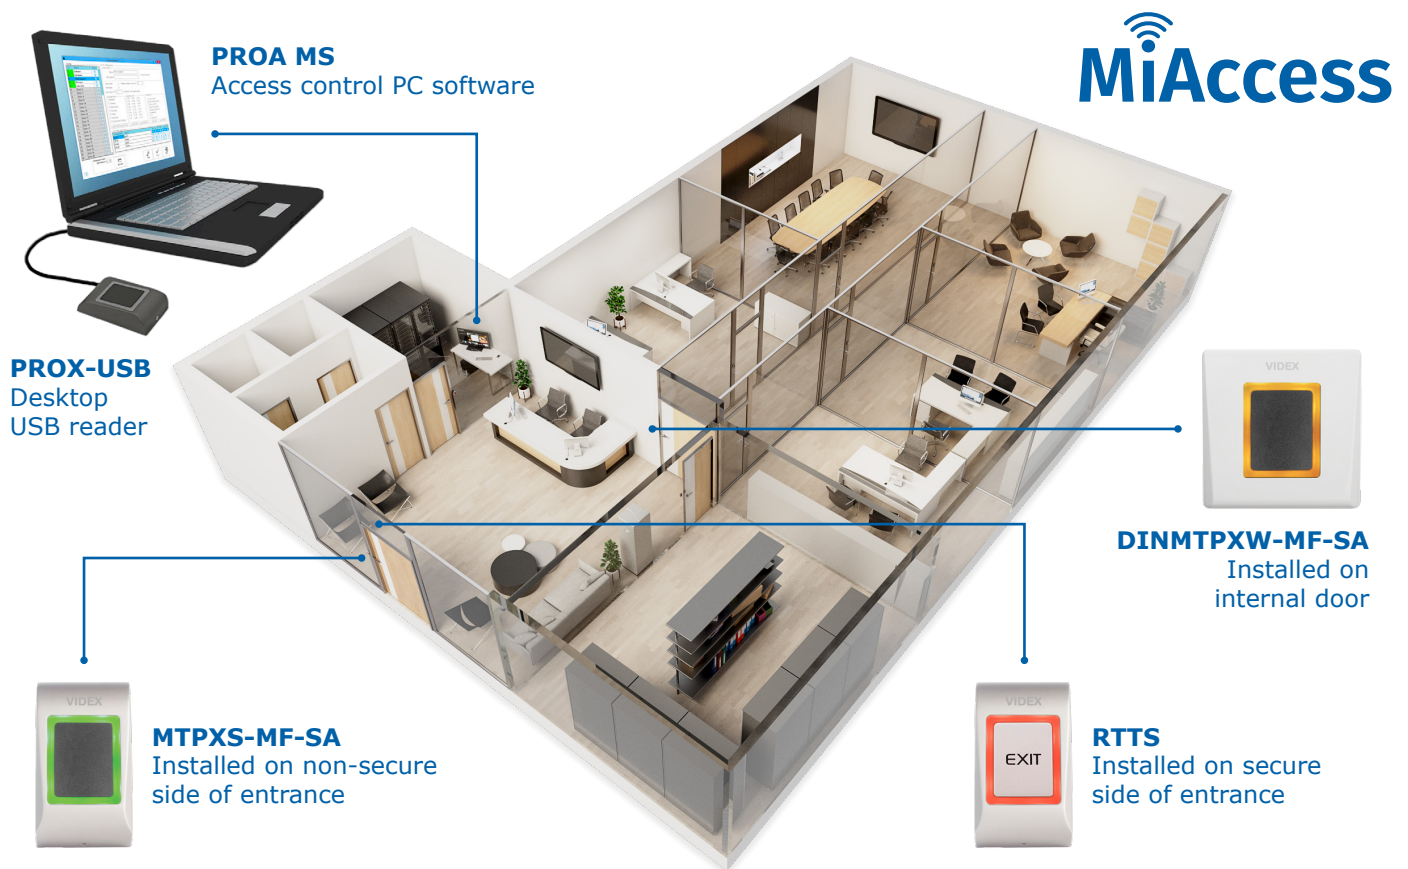 PROA MS
Access control PC software
MiAccess
PROX-USB
Desktop
USB reader
VIDEX
DINMTPXW-MF-SA
Installed on
internal door
VIDEX
MTPXS-MF-SA
Installed on non-secure
side of entrance
VIDEX
EXIT
RTTS
Installed on secure
side of entrance